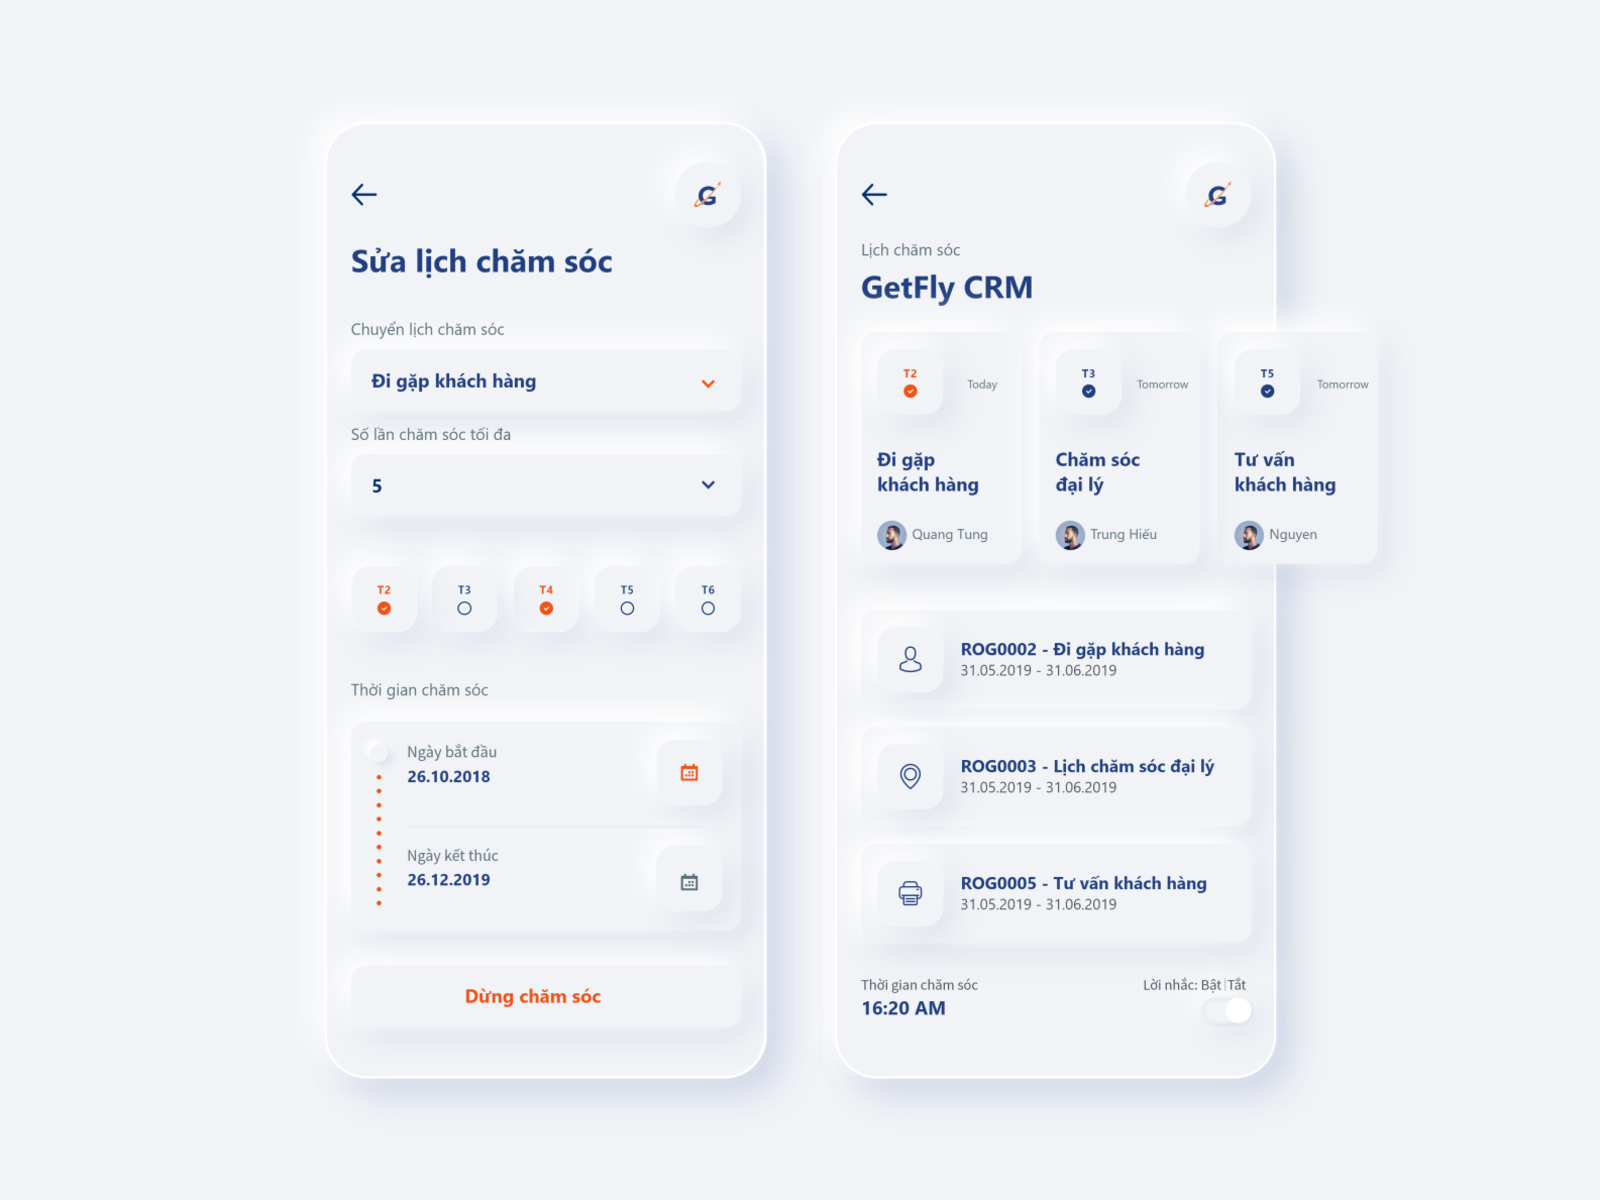 G
Sửa lịch chăm sóc
Chuyển lịch chăm sóc
Đi gặp khách hàng
Số lần chăm sóc tối đa
5
T2 T3 T4 T5 T6
Thời gian chăm sóc
Ngày bắt đầu
26.10.2018
Ngày kết thúc
26.12.2019
Dừng chăm sóc
G
Lịch chăm sóc
GetFly CRM
T2
Today
Đi gặp
khách hàng
Quang Tung
T3
Tomorrow
Chăm sóc
đại lý
Trung Hiếu
T5
Tomorrow
Tư vấn
khách hàng
Nguyen
ROG0002 - Đi gặp khách hàng
31.05.2019 - 31.06.2019
ROG0003 - Lịch chăm sóc đại lý
31.05.2019 - 31.06.2019
ROG0005 - Tư vấn khách hàng
31.05.2019 - 31.06.2019
Thời gian chăm sóc
16:20 AM
Lời nhắc: Bật|Tắt